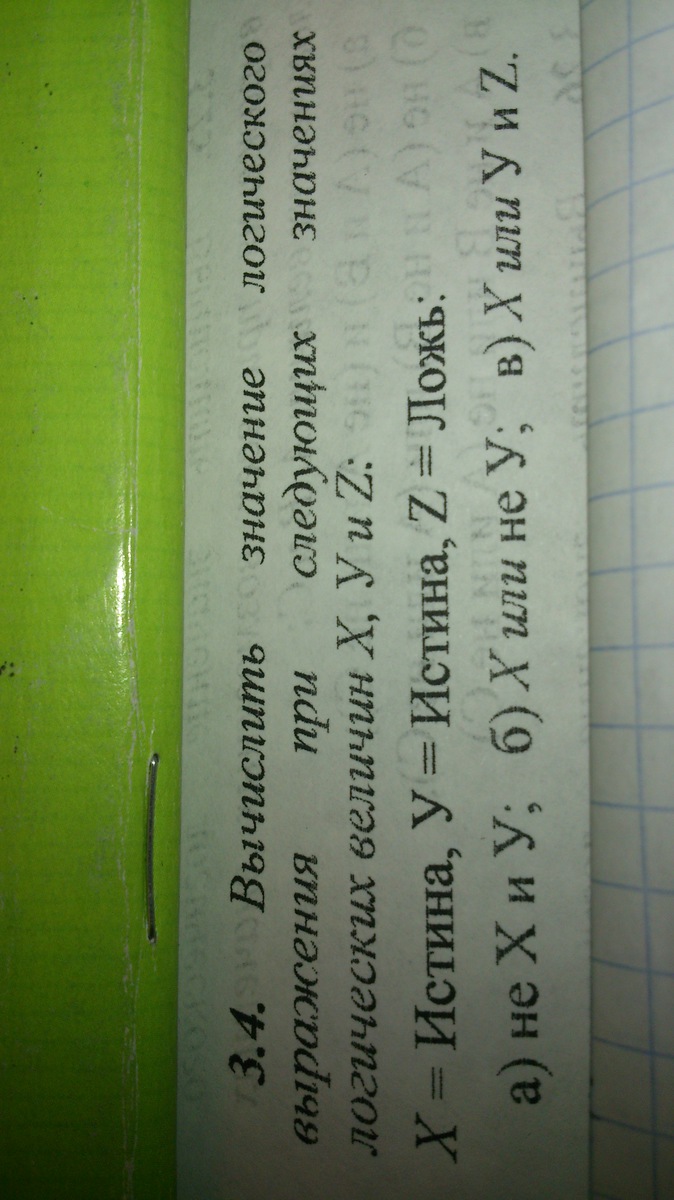 3.4. Вычислить значение логического
выражения при следующих значениях
логических величин X, У и Z:
X = Истина, У = Истина, Z = Ложь:
а) не X и У; б) X или не У; в) X или У и Z.